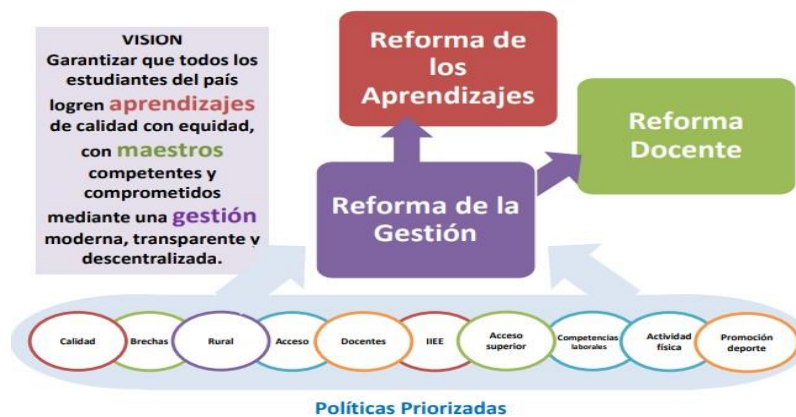 VISION
Garantizar que todos los
estudiantes del país
logren aprendizajes
de calidad con equidad,
con maestros
competentes y
comprometidos
mediante una gestión
moderna, transparente y
descentralizada.
Reforma de
los
Aprendizajes
Reforma
Docente
Reforma de la
Gestión
Calidad
Brechas
Rural
Acceso
Docentes
IIEE
Acceso
superior
Competencias
laborales
Actividad
física
Promoción
deporte
Políticas Priorizadas